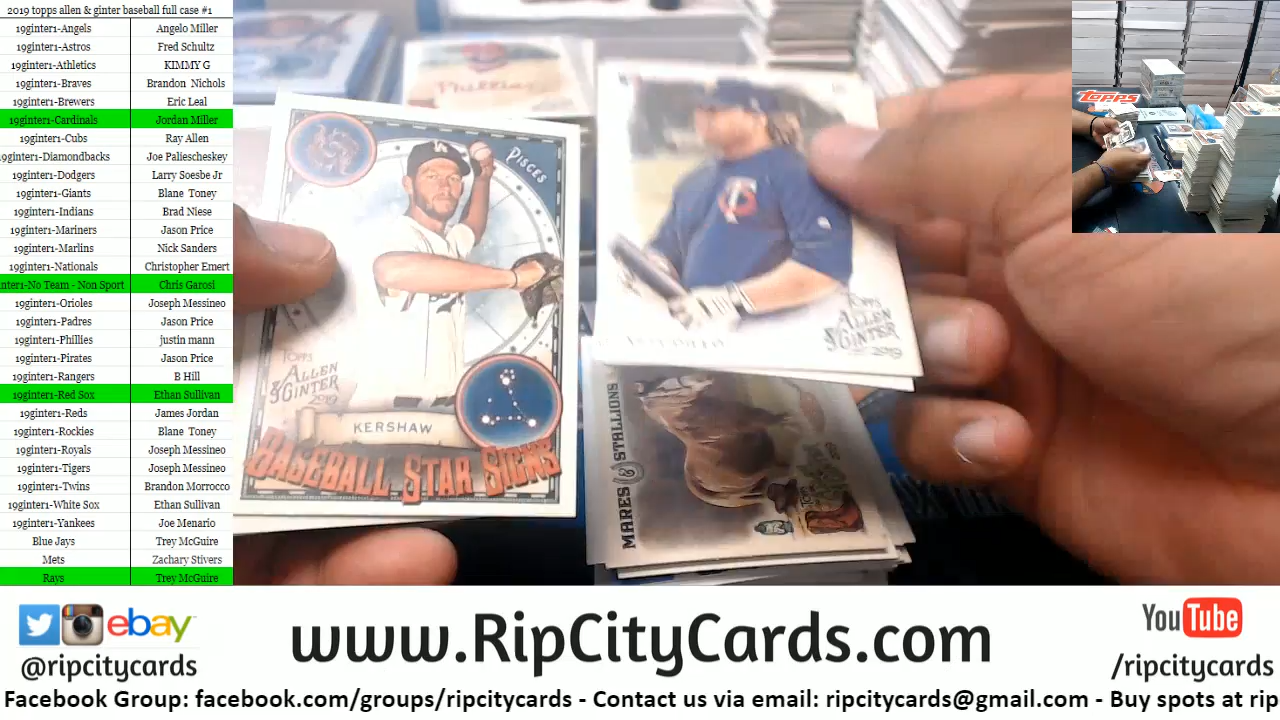 2019 topps allen & ginter baseball full case #1
19ginter1-Angels Angelo Miller
19ginter1-Astros Fred Schultz
19ginter1-Athletics KIMMY G
19ginter1-Braves Brandon Nichols
19ginter1-Brewers Eric Leal
19ginter1-Cardinals Jordan Miller
19ginter1-Cubs Ray Allen
19ginter1-Diamondbacks Joe Paliescheskey
19ginter1-Dodgers Larry Soesbe Jr
19ginter1-Giants Blane Toney
19ginter1-Indians Brad Niese
19ginter1-Mariners Jason Price
19ginter1-Marlins Nick Sanders
19ginter1-Nationals Christopher Emert
nter1-No Team - Non Sport Chris Garosi
19ginter1-Orioles Joseph Messineo
19ginter1-Padres Jason Price
19ginter1-Phillies justin mann
19ginter1-Pirates Jason Price
19ginter1-Rangers B Hill
19ginter1-Red Sox Ethan Sullivan
19ginter1-Reds James Jordan
19ginter1-Rockies Blane Toney
19ginter1-Royals Joseph Messineo
19ginter1-Tigers Joseph Messineo
19ginter1-Twins Brandon Morrocco
19ginter1-White Sox Ethan Sullivan
19ginter1-Yankees Joe Menario
Blue Jays Trey McGuire
Mets Zachary Stivers
Rays Trey McGuire
Phillies
PISCES
LA
TOPPS
ALLEN & GINTER
2019
KERSHAW
BASEBALL STAR SIGNS
TOPPS
ALLEN & GINTER
2019
MARES & STALLIONS
TOPPS
ebay
@ripcitycards
www.RipCityCards.com
YouTube
/ripcitycards
Facebook Group: facebook.com/groups/ripcitycards - Contact us via email: ripcitycards@gmail.com - Buy spots at rip